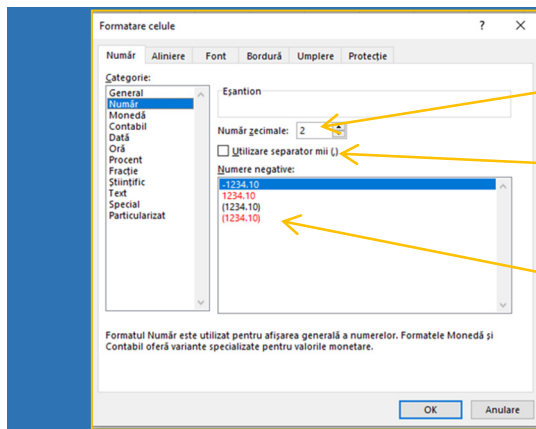 Formatare celule ? ×
Număr Aliniere Font Bordură Umplere Protecție
Categorie:
General
Număr
Monedă
Contabil
Dată
Oră
Procent
Fracție
Științific
Text
Special
Particularizat
Eșantion
Număr zecimale: 2
Utilizare separator mii (,)
Numere negative:
-1234.10
1234.10
(1234.10)
(1234.10)
Formatul Număr este utilizat pentru afișarea generală a numerelor. Formatele Monedă și
Contabil oferă variante specializate pentru valorile monetare.
OK Anulare